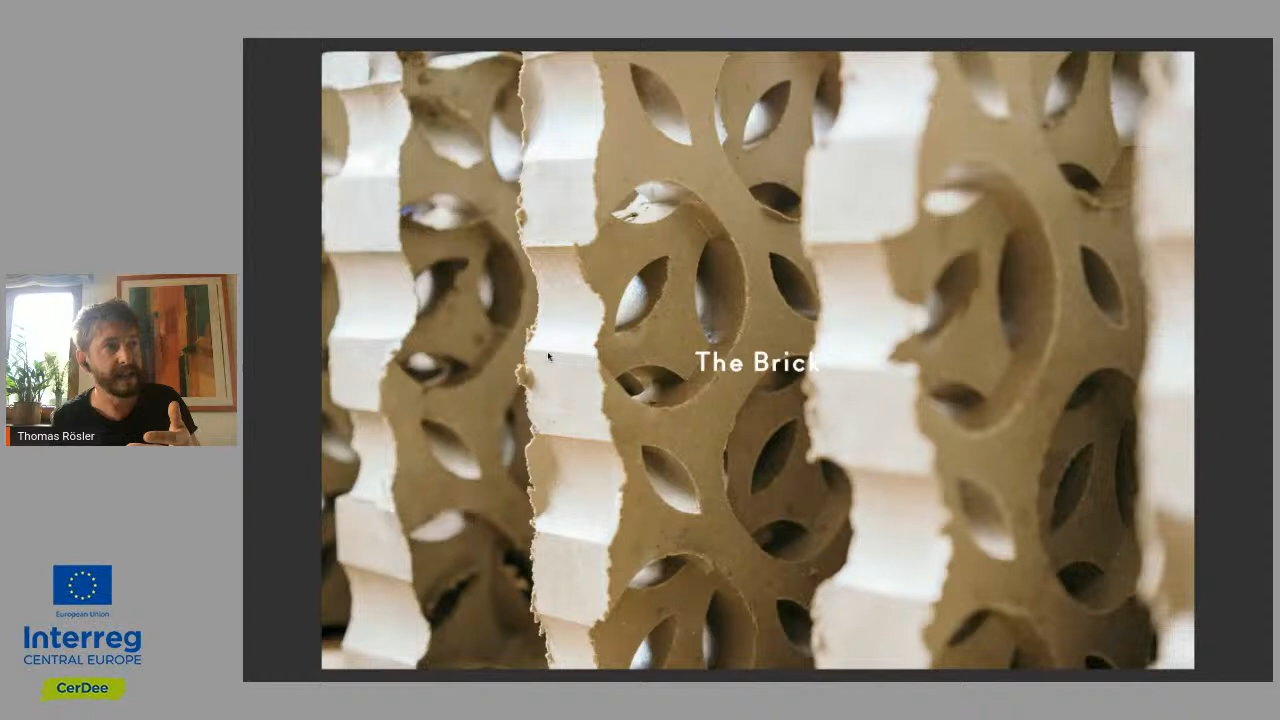 The Brick
Thomas Rösler
European Union
Interreg
CENTRAL EUROPE
CerDee